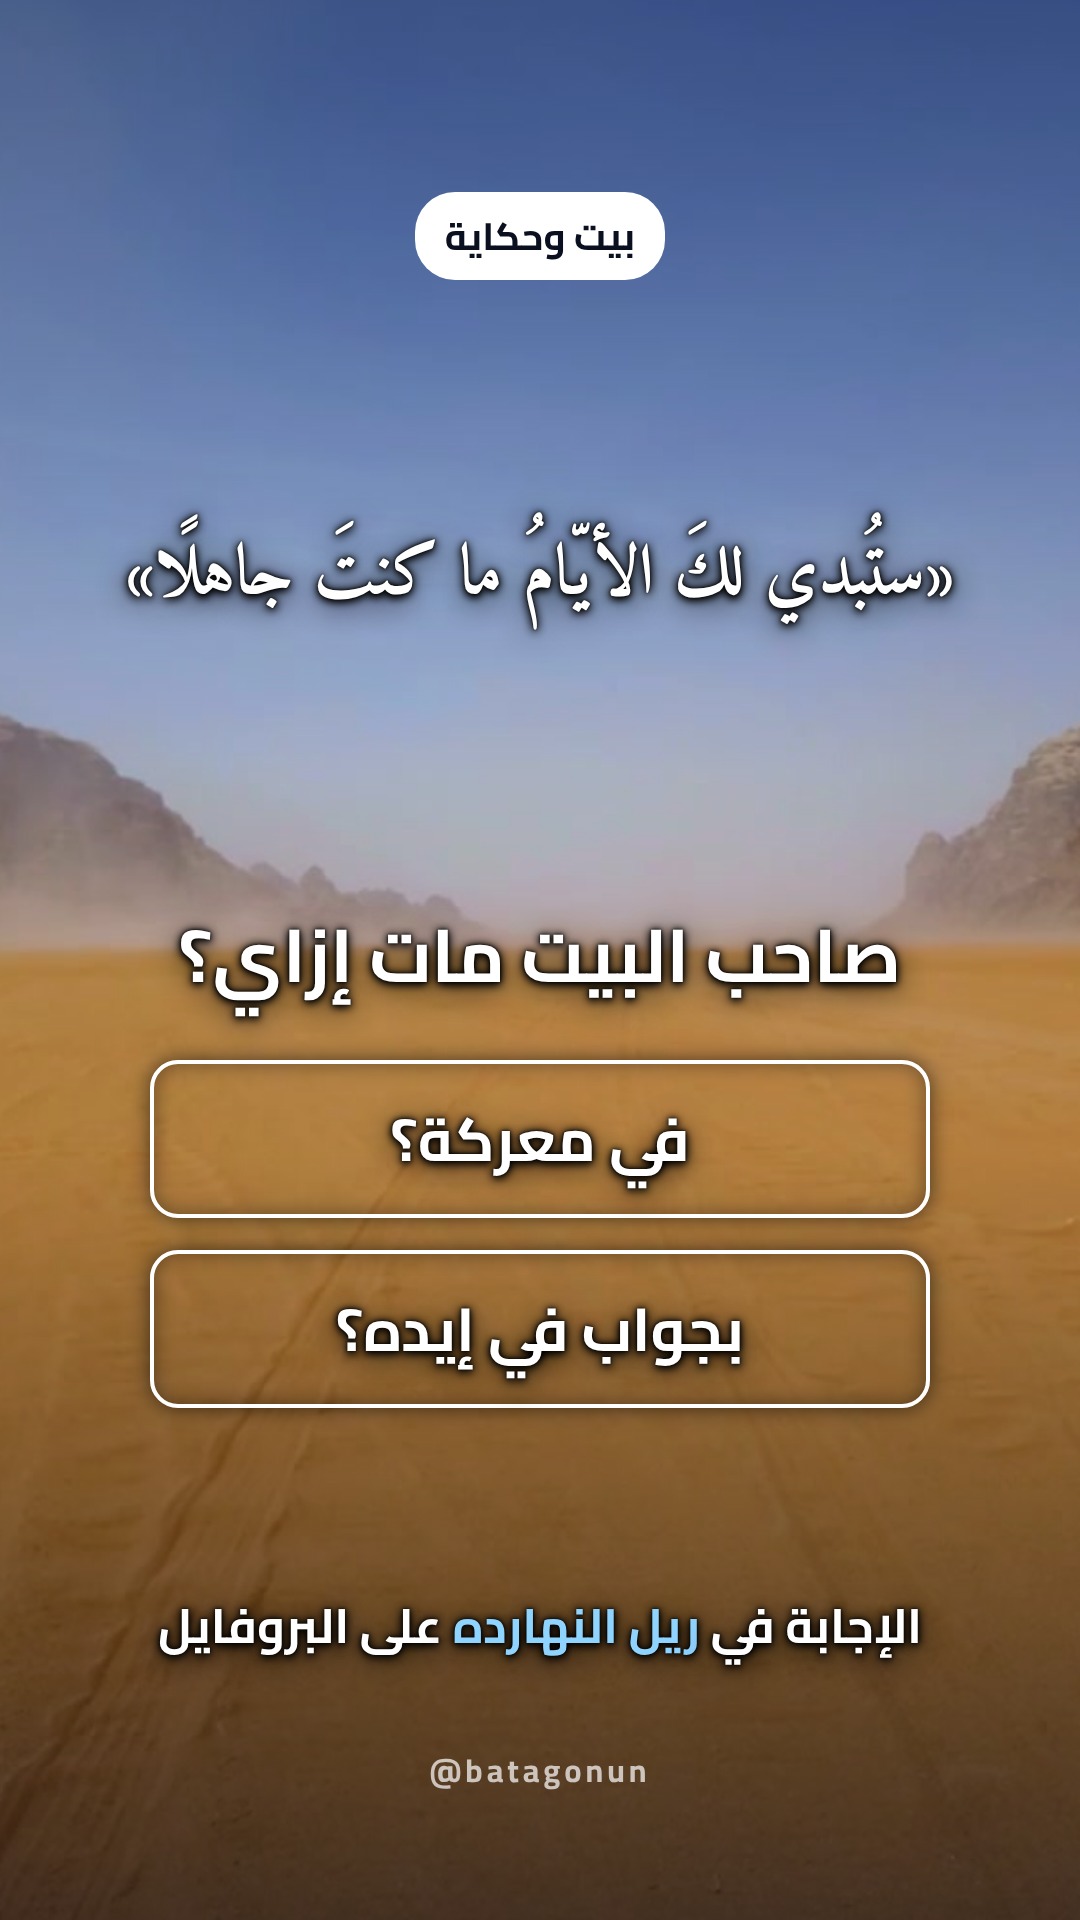 بيت وحكاية
«ستُبدي لكَ الأيّامُ ما كنتَ جاهلًا»
صاحب البيت مات إزاي؟
في معركة؟
بجواب في إيده؟
الإجابة في ريل النهارده على البروفايل
@batagonun